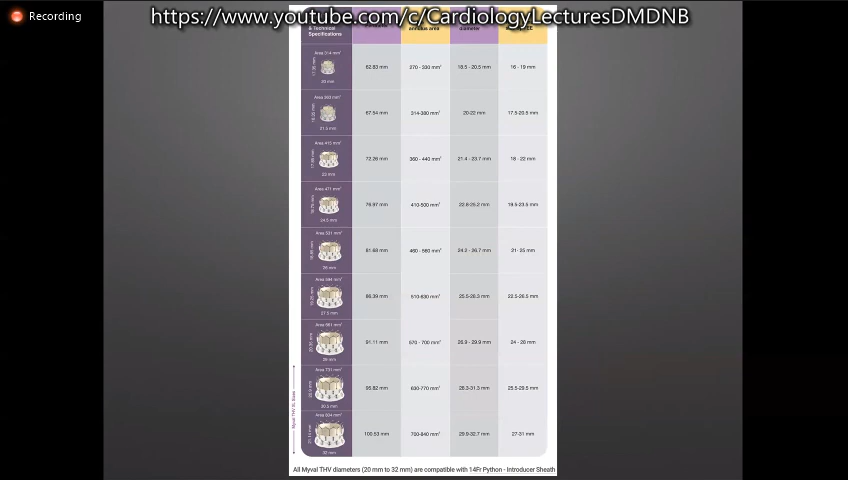 Recording
https://www.youtube.com/c/CardiologyLecturesDMDNB
& Technical
Specifications
annulus area
diameter
Area 314 mm²
20 mm
62.83 mm
270 - 330 mm²
18.5 - 20.5 mm
16 - 19 mm
21.5 mm
67.54 mm
314-380 mm²
20-22 mm
17.5-20.5 mm
Area 415 mm²
23 mm
72.26 mm
360 - 440 mm²
21.4 - 23.7 mm
18 - 22 mm
Area 471 mm²
24.5 mm
76.97 mm
410-500 mm²
22.8-25.2 mm
19.5-23.5 mm
Area 531 mm²
26 mm
81.68 mm
460 - 560 mm²
24.2 - 26.7 mm
21- 25 mm
Area 594 mm²
27.5 mm
86.39 mm
510-630 mm²
25.5-28.3 mm
22.5-26.5 mm
Area 661 mm²
29 mm
91.11 mm
570 - 700 mm²
26.9 - 29.9 mm
24 - 28 mm
Area 731 mm²
30.5 mm
95.82 mm
630-770 mm²
28.3-31.3 mm
25.5-29.5 mm
Area 804 mm²
32 mm
100.53 mm
700-840 mm²
29.9-32.7 mm
27-31 mm
Myval THV XL Sizes
All Myval THV diameters (20 mm to 32 mm) are compatible with 14Fr Python - Introducer Sheath